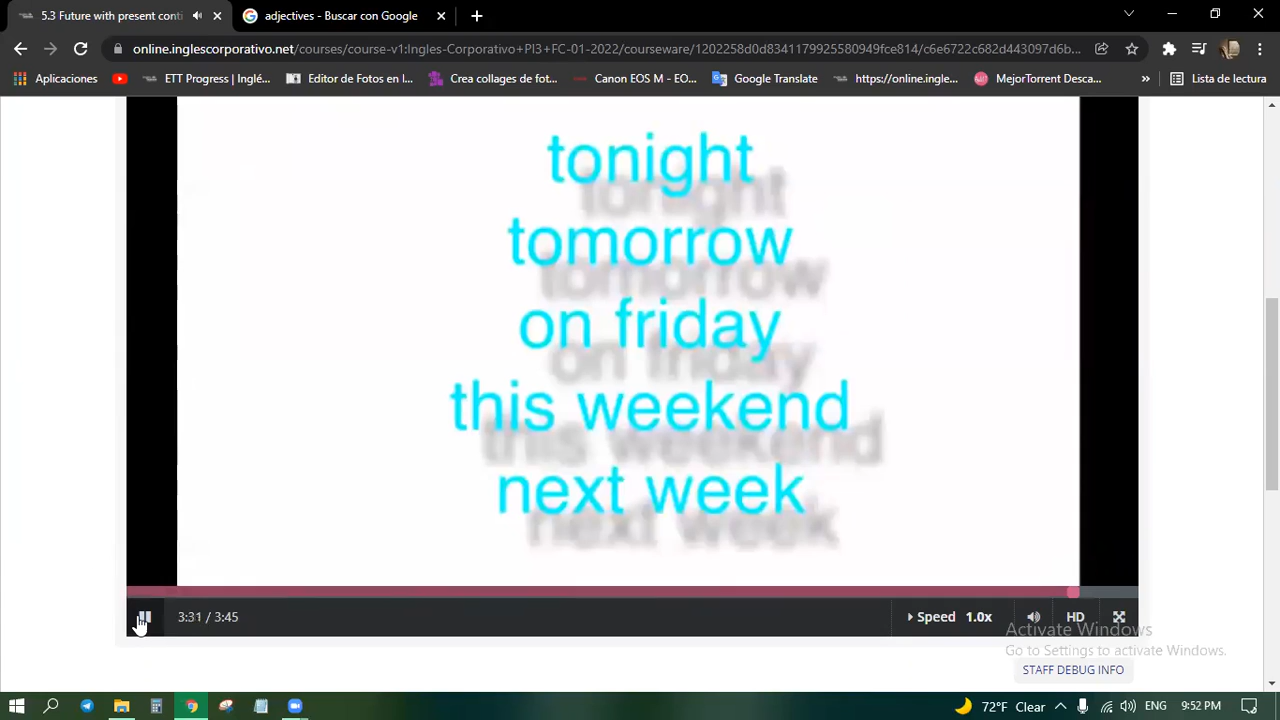 5.3 Future with present conti
adjectives - Buscar con Google
online.inglescorporativo.net/courses/course-v1:Ingles-Corporativo+PI3+FC-01-2022/courseware/1202258d0d8341179925580949fce814/c6e6722c682d443097d6b...
Aplicaciones
ETT Progress | Inglé...
Editor de Fotos en l...
Crea collages de fot...
Canon EOS M - EO...
Google Translate
https://online.ingle...
MejorTorrent Desca...
»
Lista de lectura
tonight
tomorrow
on friday
this weekend
next week
3:31 / 3:45
Speed 1.0x
HD
Activate Windows
Go to Settings to activate Windows.
STAFF DEBUG INFO
72°F Clear
ENG
9:52 PM